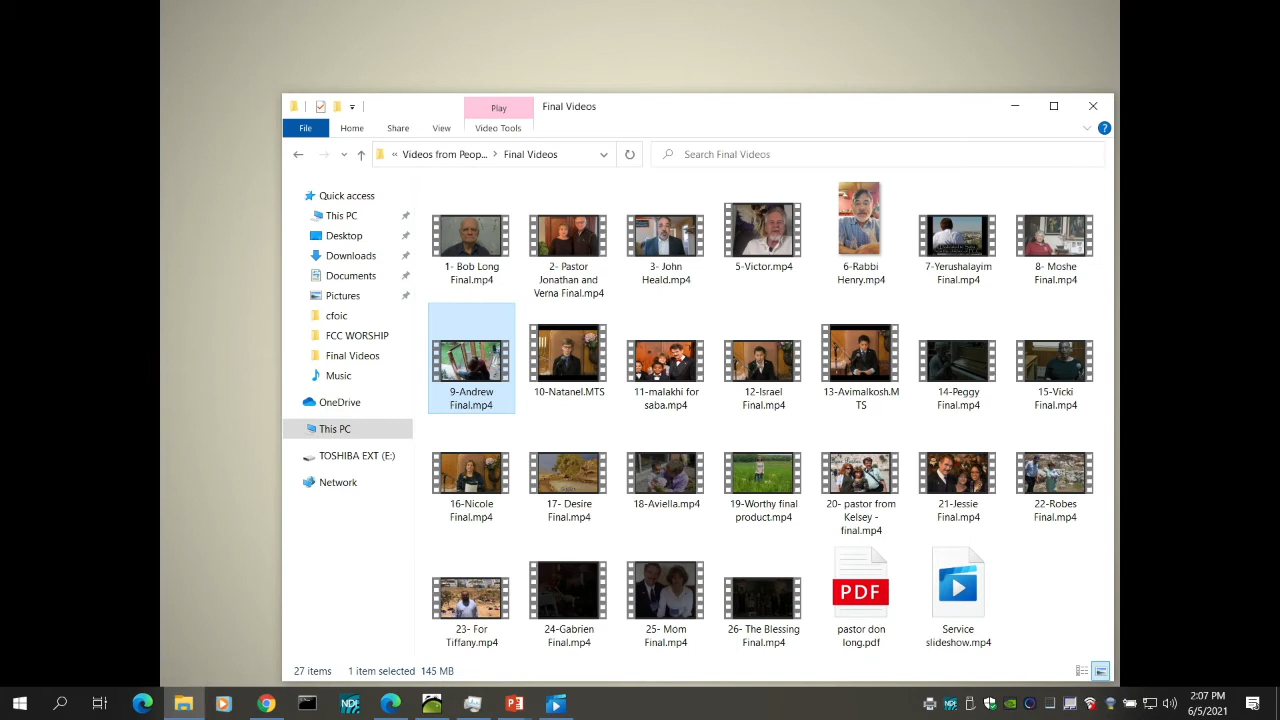 Play
Final Videos
File
Home
Share
View
Video Tools
?
« Videos from Peop... > Final Videos
Search Final Videos
Quick access
This PC
Desktop
Downloads
Documents
Pictures
cfoic
FCC WORSHIP
Final Videos
Music
OneDrive
This PC
TOSHIBA EXT (E:)
Network
1- Bob Long
Final.mp4
2- Pastor
Jonathan and
Verna Final.mp4
3- John
Heald.mp4
5-Victor.mp4
6-Rabbi
Henry.mp4
7-Yerushalayim
Final.mp4
8- Moshe
Final.mp4
9-Andrew
Final.mp4
10-Natanel.MTS
11-malakhi for
saba.mp4
12-Israel
Final.mp4
13-Avimalkosh.M
TS
14-Peggy
Final.mp4
15-Vicki
Final.mp4
16-Nicole
Final.mp4
17- Desire
Final.mp4
18-Aviella.mp4
19-Worthy final
product.mp4
20- pastor from
Kelsey -
final.mp4
21-Jessie
Final.mp4
22-Robes
Final.mp4
23- For
Tiffany.mp4
24-Gabrien
Final.mp4
25- Mom
Final.mp4
26- The Blessing
Final.mp4
PDF
pastor don
long.pdf
Service
slideshow.mp4
27 items
1 item selected 145 MB
NDI
2:07 PM
6/5/2021